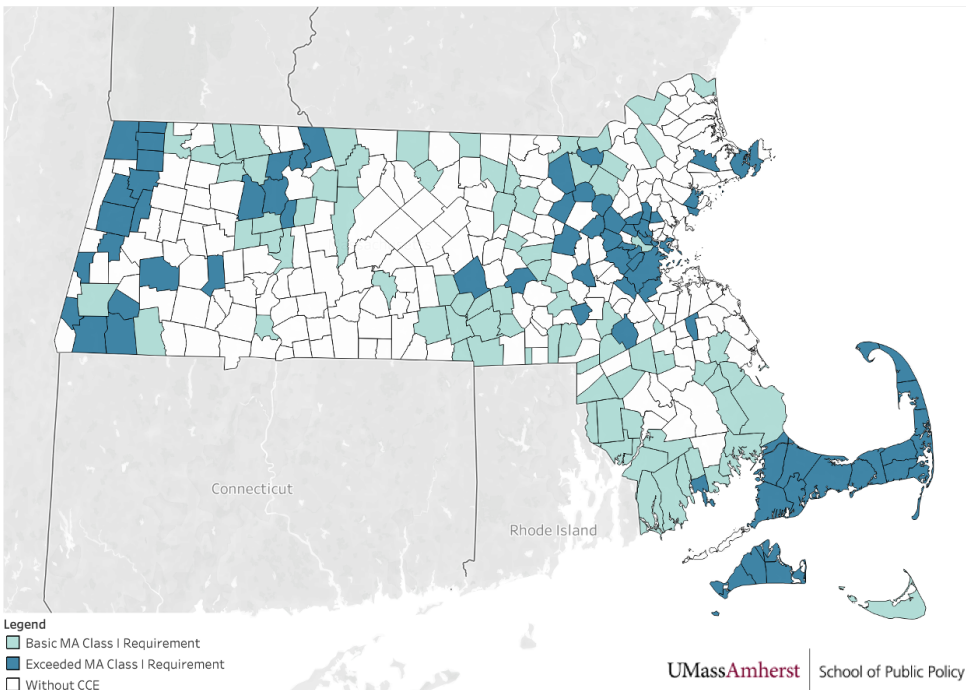 Connecticut
Rhode Island
Legend
Basic MA Class I Requirement
Exceeded MA Class I Requirement
Without CCE
UMassAmherst | School of Public Policy